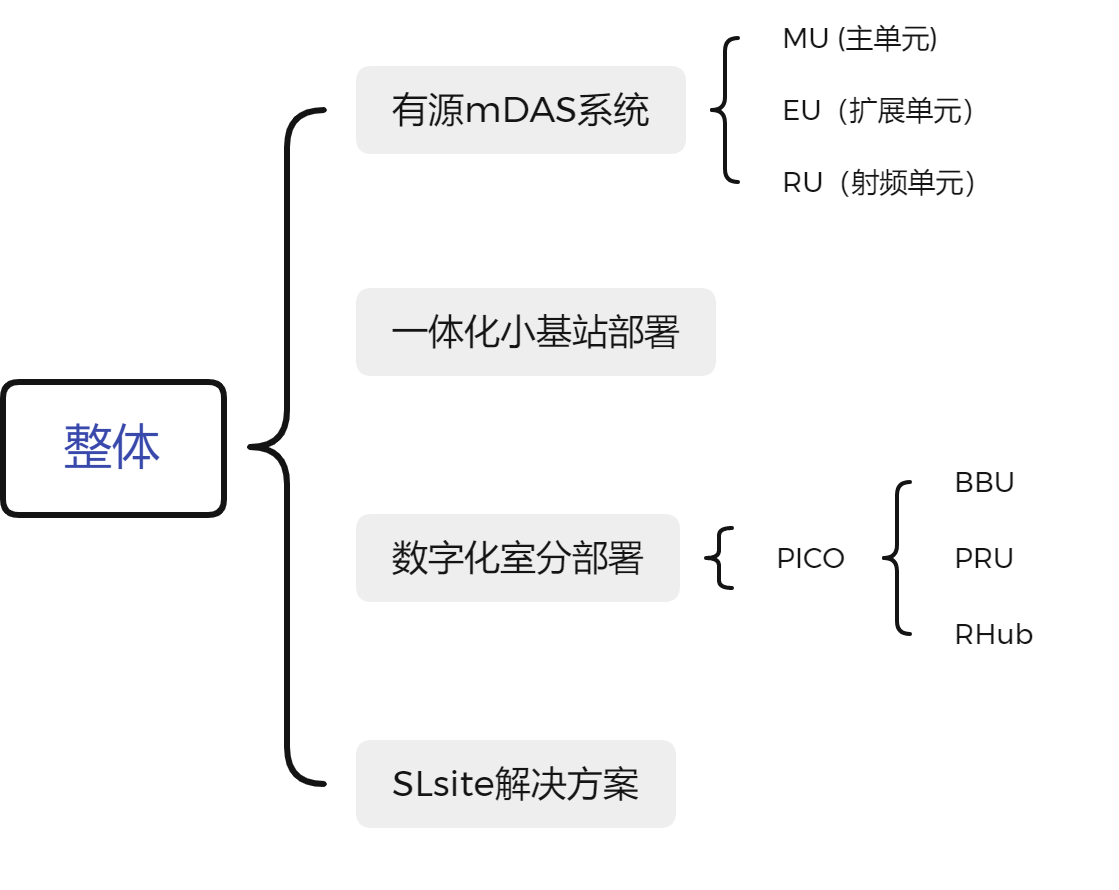 整体
有源mDAS系统
MU (主单元)
EU（扩展单元）
RU（射频单元）
一体化小基站部署
数字化室分部署
PICO
BBU
PRU
RHub
SLsite解决方案